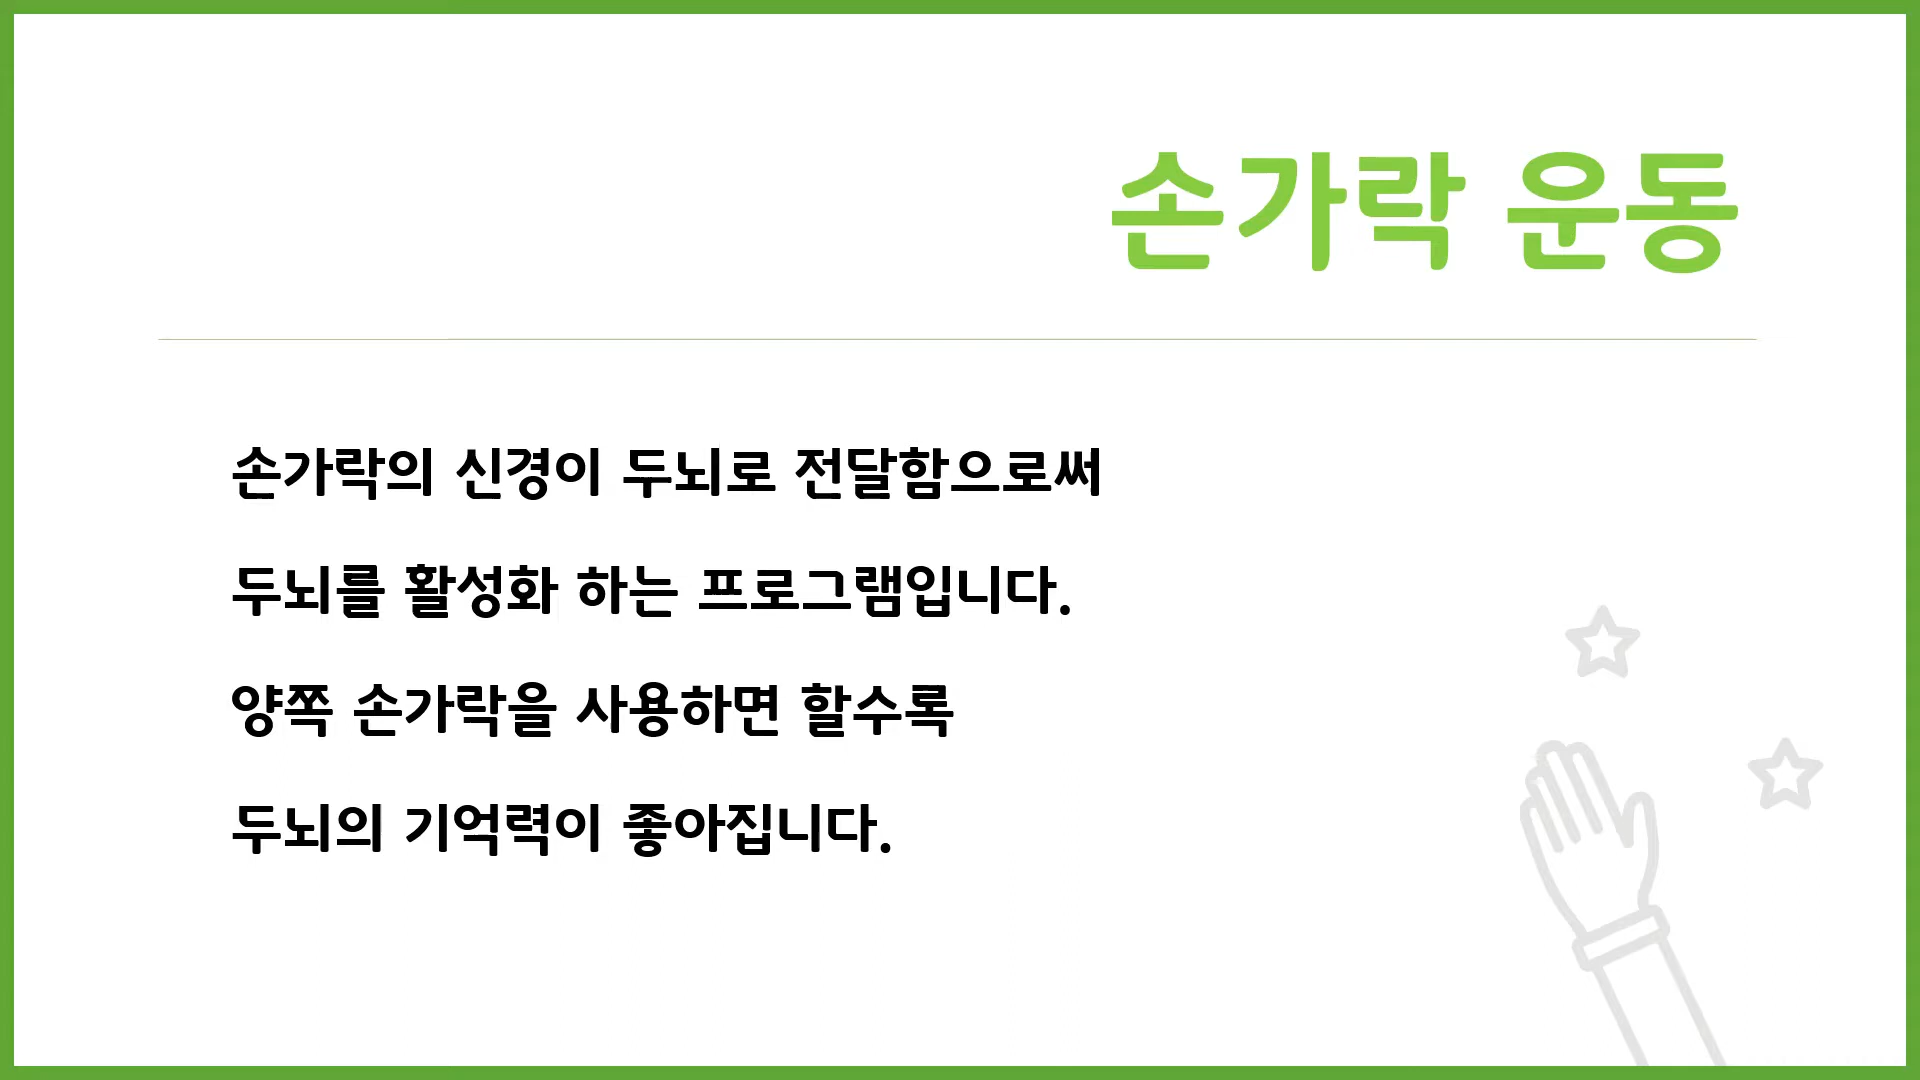 손가락 운동
손가락의 신경이 두뇌로 전달함으로써
두뇌를 활성화 하는 프로그램입니다.
양쪽 손가락을 사용하면 할수록
두뇌의 기억력이 좋아집니다.